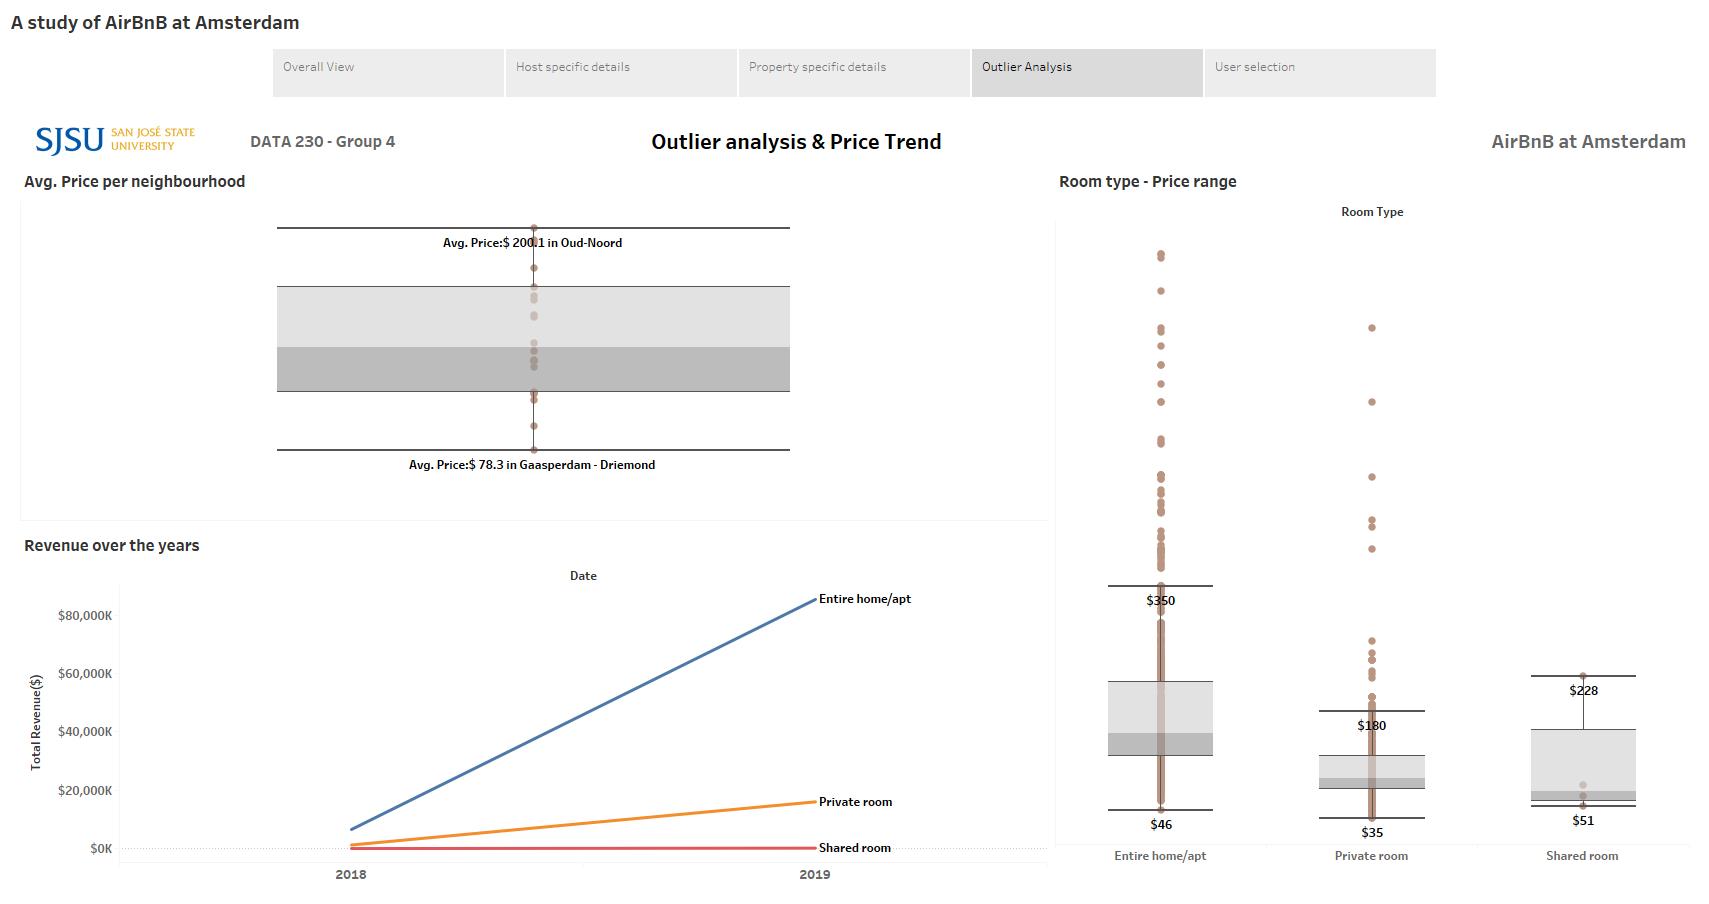 A study of AirBnB at Amsterdam
Overall View
Host specific details
Property specific details
Outlier Analysis
User selection
SJSU SAN JOSÉ STATE
UNIVERSITY
DATA 230 - Group 4
Outlier analysis & Price Trend
AirBnB at Amsterdam
Avg. Price per neighbourhood
Avg. Price:$ 200.1 in Oud-Noord
Avg. Price:$ 78.3 in Gaasperdam - Driemond
Revenue over the years
Date
Total Revenue($)
$80,000K
$60,000K
$40,000K
$20,000K
$0K
Entire home/apt
Private room
Shared room
2018
2019
Room type - Price range
Room Type
$350
$46
$180
$35
$228
$51
Entire home/apt
Private room
Shared room